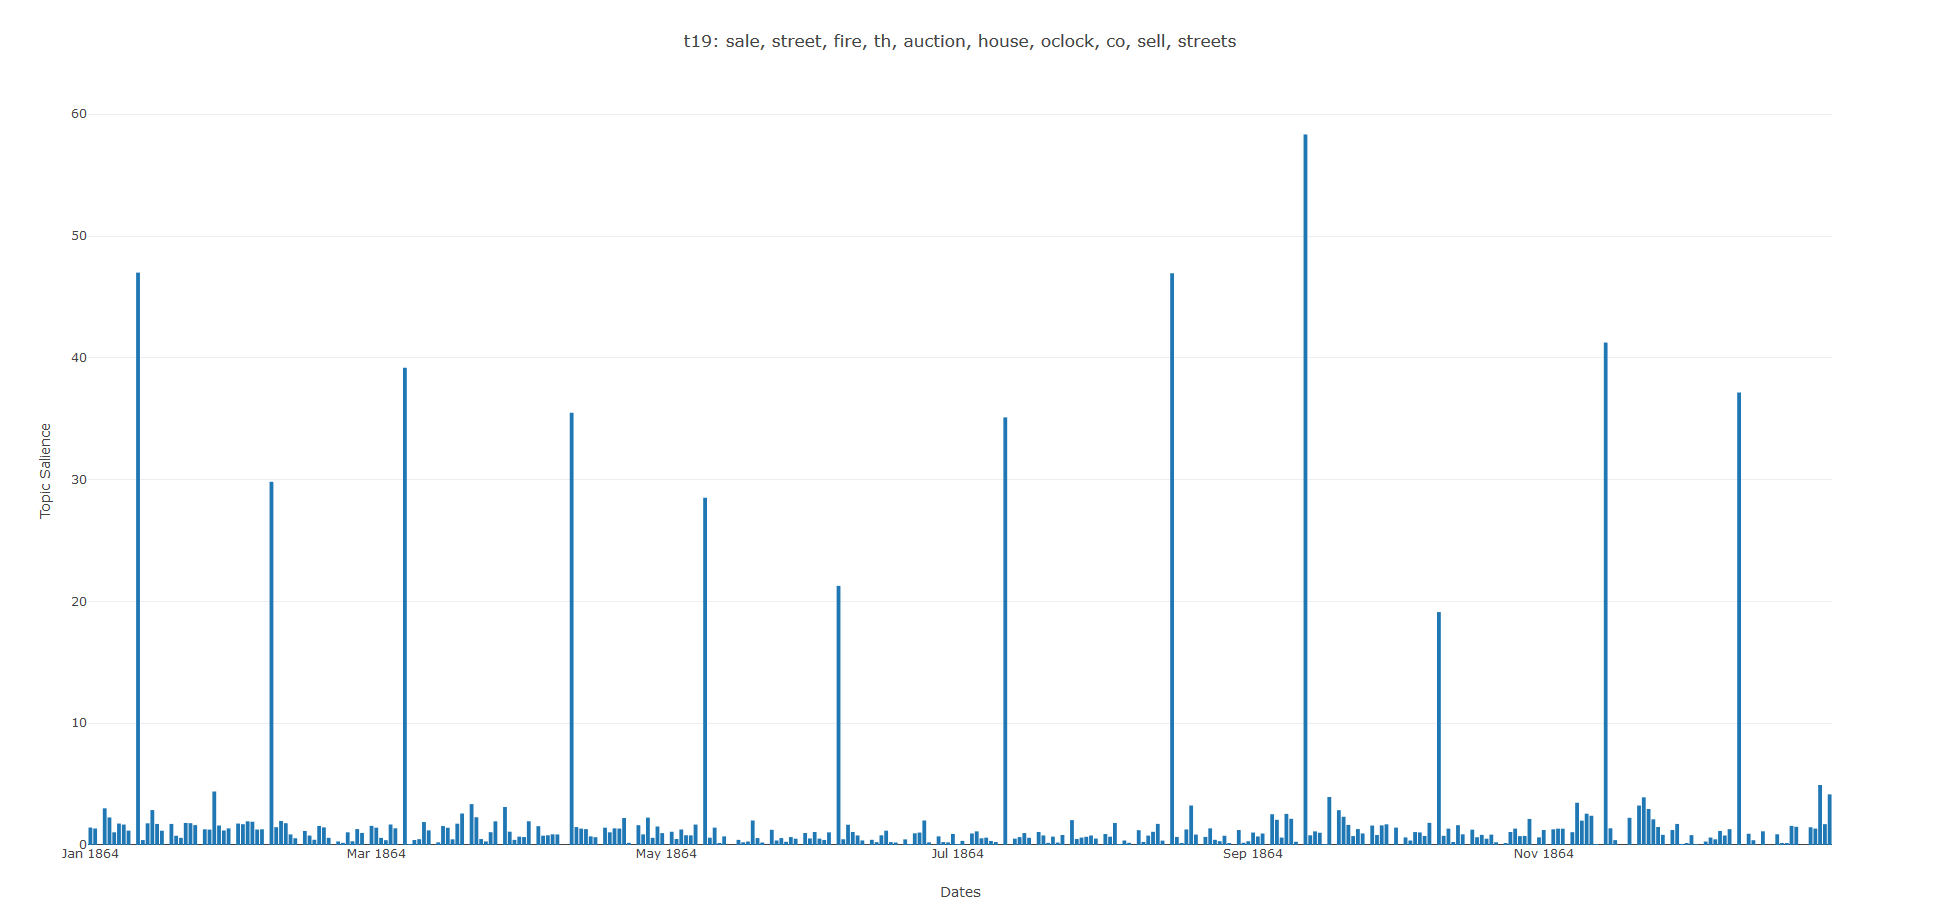 t19: sale, street, fire, th, auction, house, oclock, co, sell, streets
60
50
40
30
20
10
0
Topic Salience
Jan 1864 Mar 1864 May 1864 Jul 1864 Sep 1864 Nov 1864
Dates